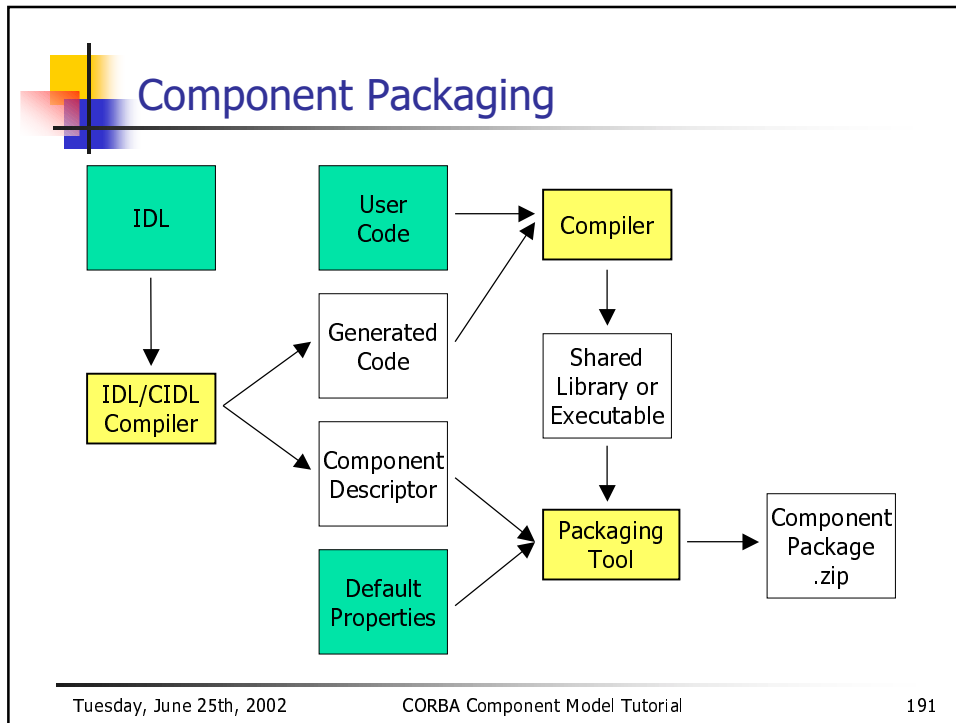 Component Packaging
IDL
User
Code
Compiler
Generated
Code
Shared
Library or
Executable
IDL/CIDL
Compiler
Component
Descriptor
Packaging
Tool
Component
Package
.zip
Default
Properties
Tuesday, June 25th, 2002
CORBA Component Model Tutorial
191